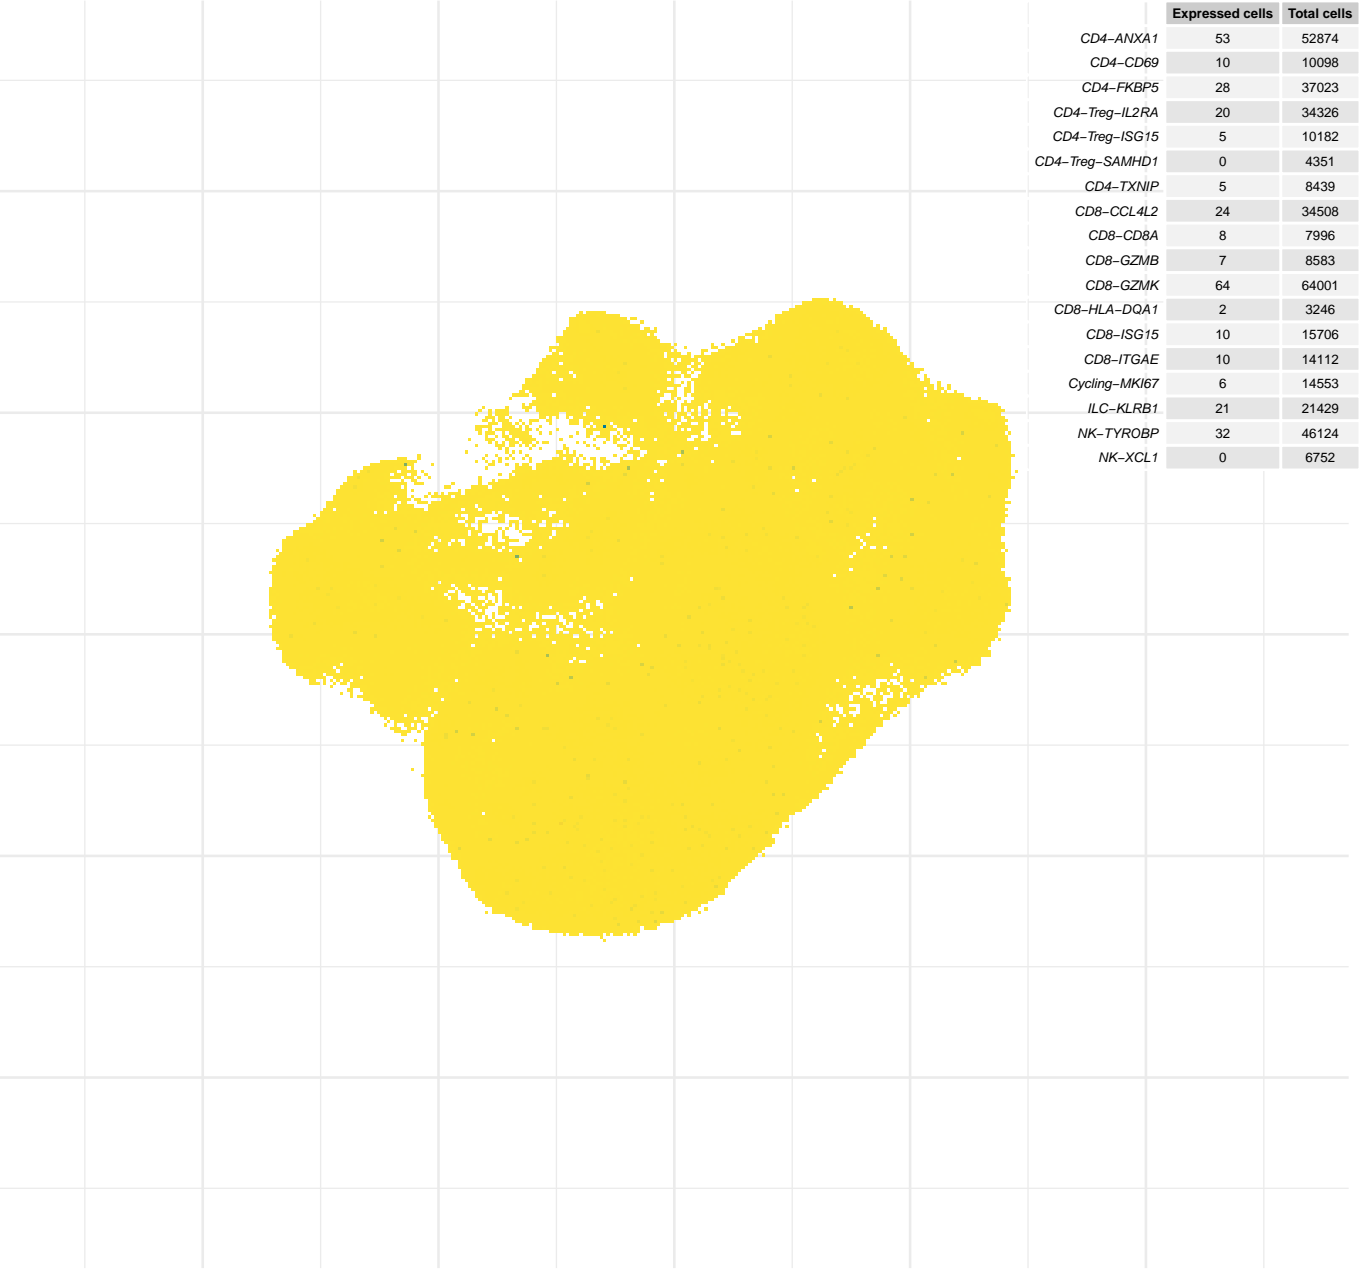 Expressed cells Total cells
CD4−ANXA1 53 52874
CD4−CD69 10 10098
CD4−FKBP5 28 37023
CD4−Treg−IL2RA 20 34326
CD4−Treg−ISG15 5 10182
CD4−Treg−SAMHD1 0 4351
CD4−TXNIP 5 8439
CD8−CCL4L2 24 34508
CD8−CD8A 8 7996
CD8−GZMB 7 8583
CD8−GZMK 64 64001
CD8−HLA−DQA1 2 3246
CD8−ISG15 10 15706
CD8−ITGAE 10 14112
Cycling−MKI67 6 14553
ILC−KLRB1 21 21429
NK−TYROBP 32 46124
NK−XCL1 0 6752